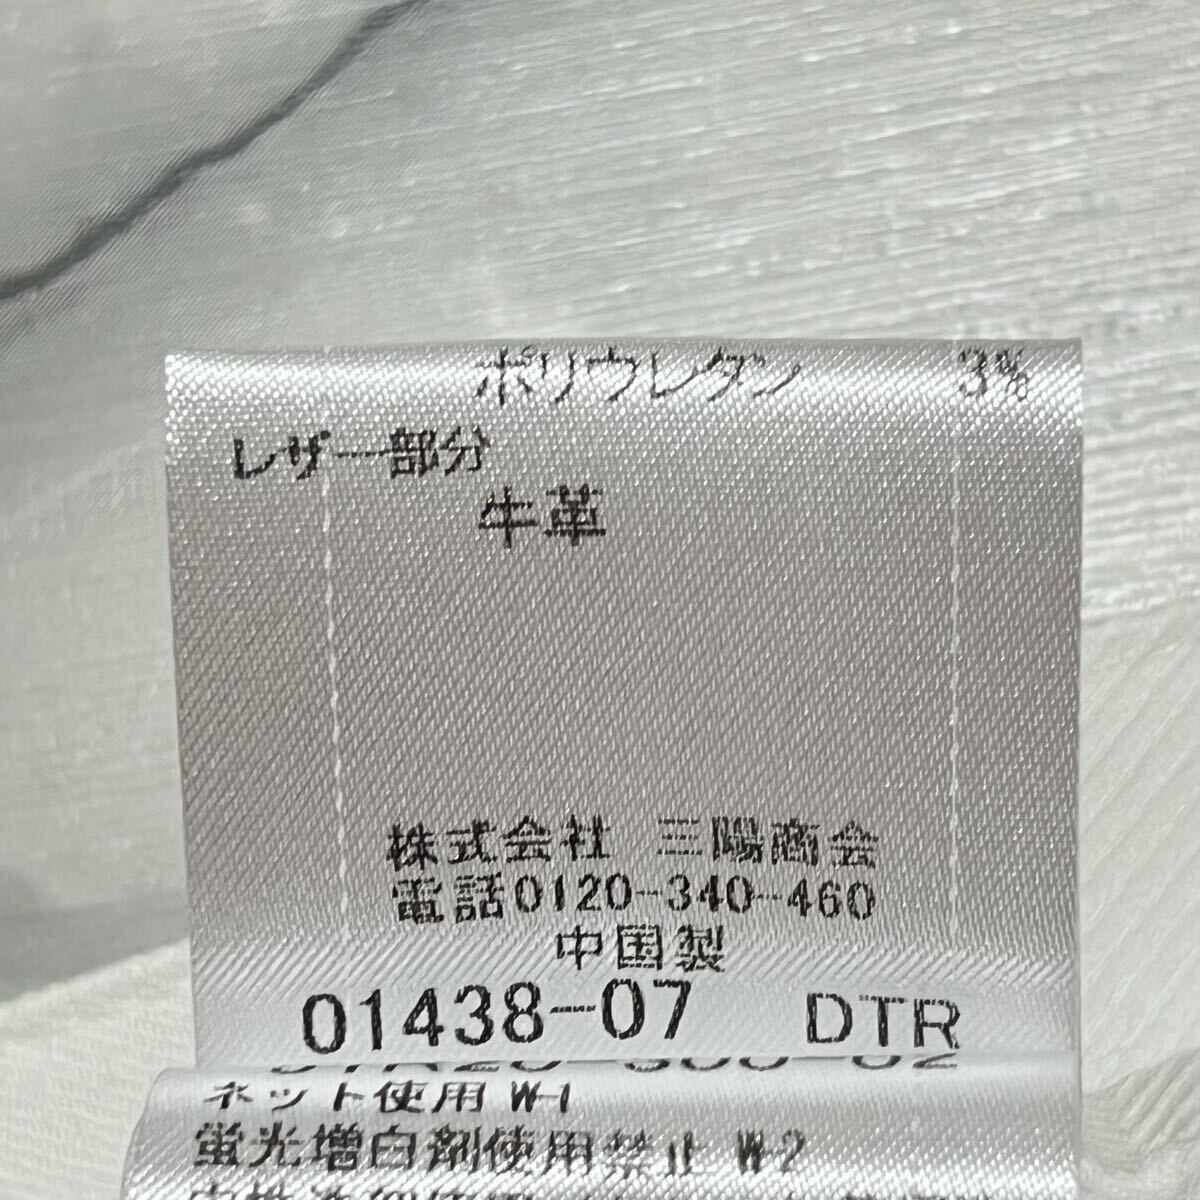 ポリウレタン 3%
レザー部分
牛革
株式会社 三陽商会
電話0120-340-460
中国製
01438-07 DTR
ネット使用 W-1
蛍光増白剤使用禁止 W-2